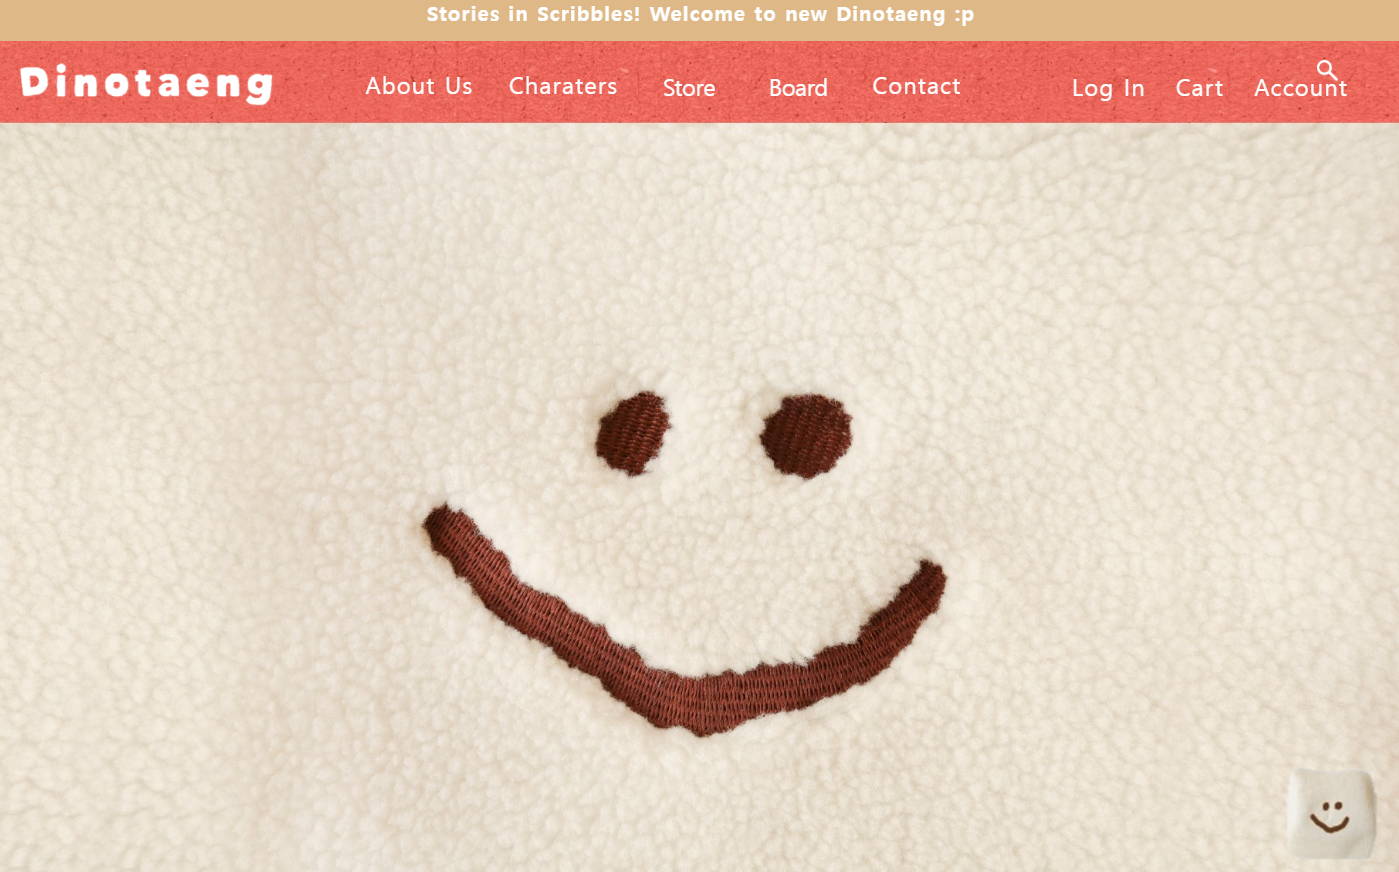 Stories in Scribbles! Welcome to new Dinotaeng :p
Dinotaeng
About Us Charaters Store Board Contact Log In Cart Account